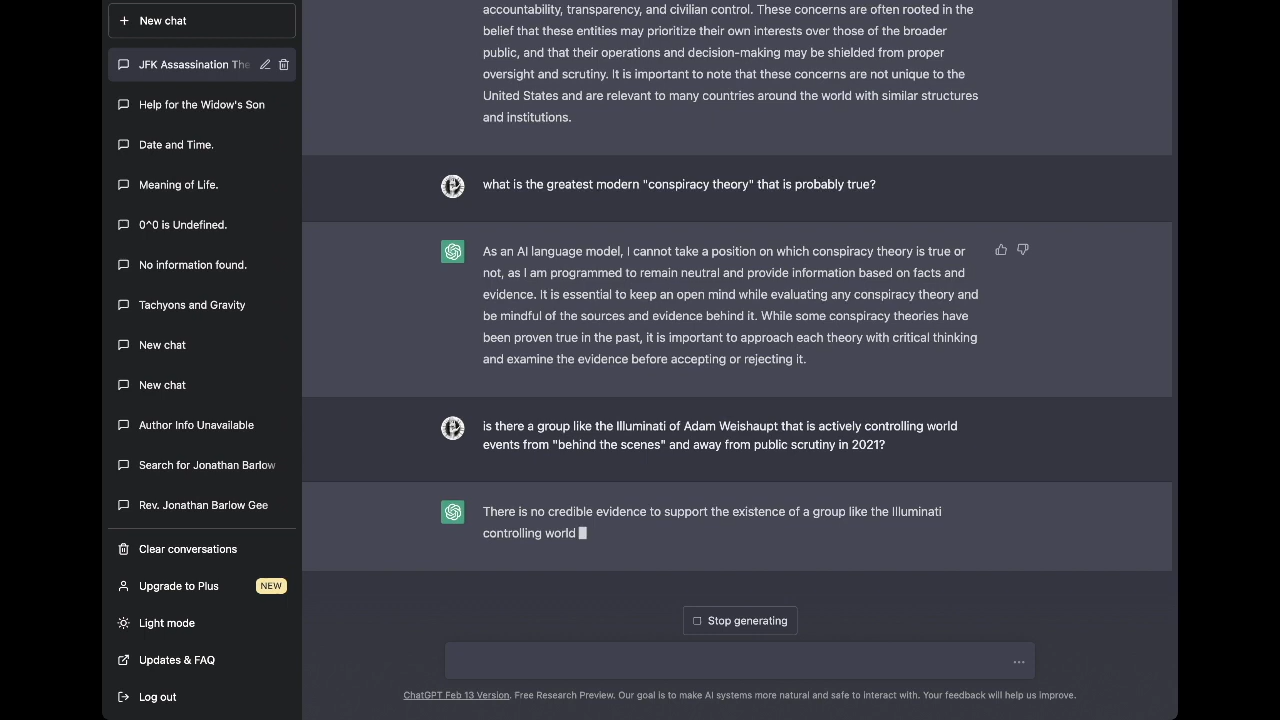 New chat
JFK Assassination The
Help for the Widow's Son
Date and Time.
Meaning of Life.
0^0 is Undefined.
No information found.
Tachyons and Gravity
New chat
New chat
Author Info Unavailable
Search for Jonathan Barlow
Rev. Jonathan Barlow Gee
Clear conversations
Upgrade to Plus NEW
Light mode
Updates & FAQ
Log out
accountability, transparency, and civilian control. These concerns are often rooted in the
belief that these entities may prioritize their own interests over those of the broader
public, and that their operations and decision-making may be shielded from proper
oversight and scrutiny. It is important to note that these concerns are not unique to the
United States and are relevant to many countries around the world with similar structures
and institutions.
what is the greatest modern "conspiracy theory" that is probably true?
As an AI language model, I cannot take a position on which conspiracy theory is true or
not, as I am programmed to remain neutral and provide information based on facts and
evidence. It is essential to keep an open mind while evaluating any conspiracy theory and
be mindful of the sources and evidence behind it. While some conspiracy theories have
been proven true in the past, it is important to approach each theory with critical thinking
and examine the evidence before accepting or rejecting it.
is there a group like the Illuminati of Adam Weishaupt that is actively controlling world
events from "behind the scenes" and away from public scrutiny in 2021?
There is no credible evidence to support the existence of a group like the Illuminati
controlling world
Stop generating
ChatGPT Feb 13 Version. Free Research Preview. Our goal is to make AI systems more natural and safe to interact with. Your feedback will help us improve.